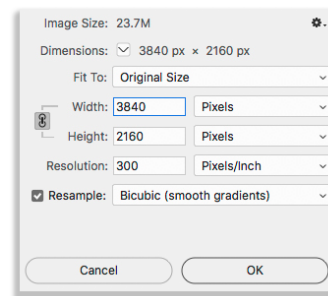 Image Size: 23.7M
Dimensions: 3840 px × 2160 px
Fit To: Original Size
Width: 3840 Pixels
Height: 2160 Pixels
Resolution: 300 Pixels/Inch
Resample: Bicubic (smooth gradients)
Cancel OK